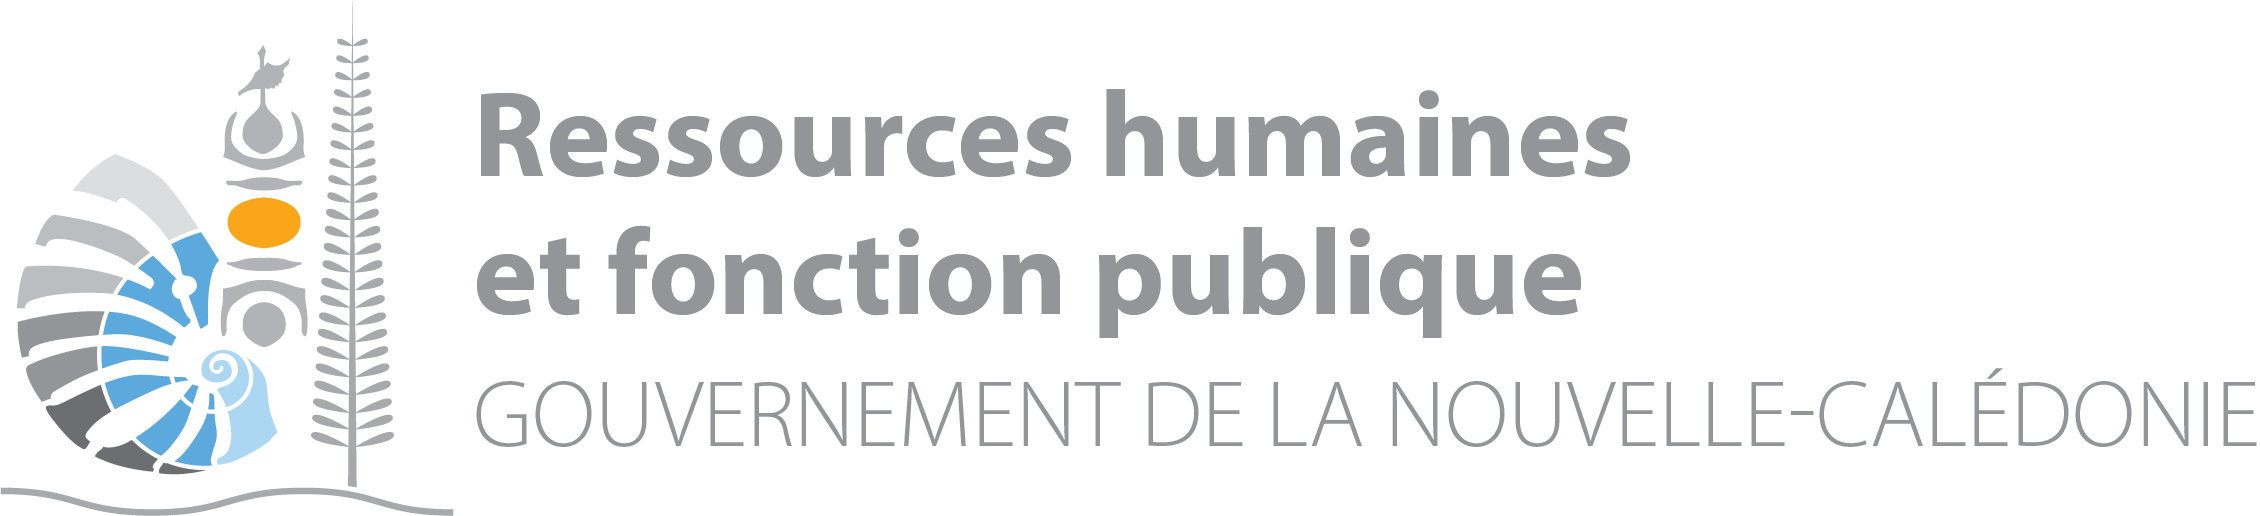 Ressources humaines
et fonction publique
GOUVERNEMENT DE LA NOUVELLE-CALÉDONIE